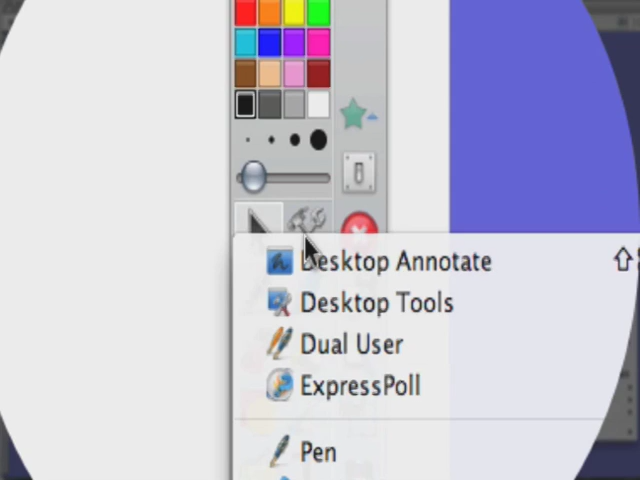 Desktop Annotate
Desktop Tools
Dual User
ExpressPoll
Pen